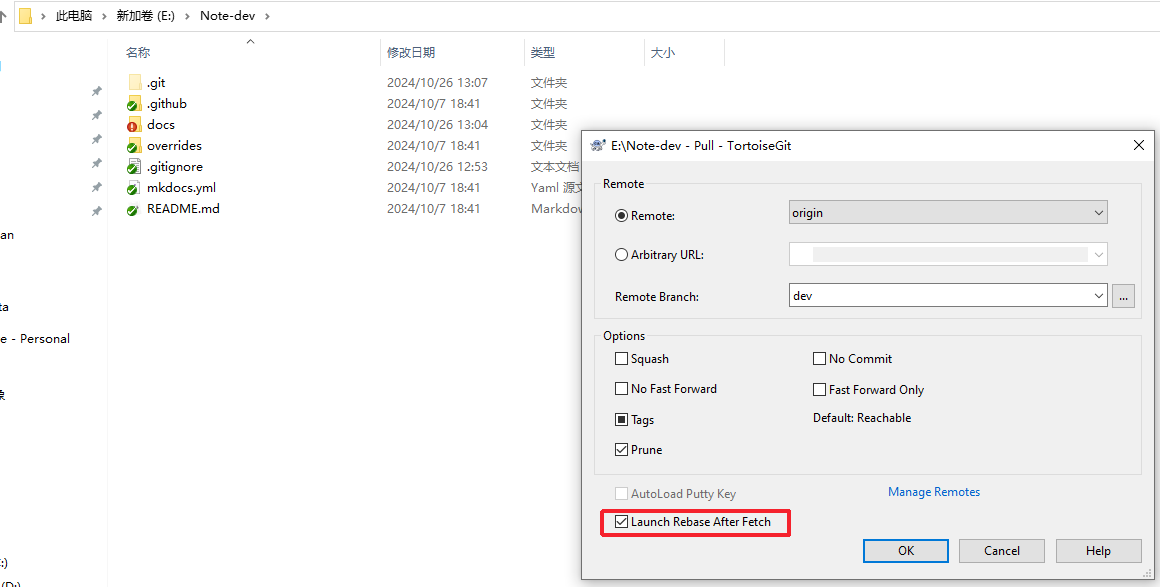 此电脑 › 新加卷 (E:) › Note-dev ›
名称 修改日期 类型 大小
.git 2024/10/26 13:07 文件夹
.github 2024/10/7 18:41 文件夹
docs 2024/10/26 13:04 文件夹
overrides 2024/10/7 18:41 文件夹
.gitignore 2024/10/26 12:53 文本文档
mkdocs.yml 2024/10/7 18:41 Yaml 源文
README.md 2024/10/7 18:41 Markdow
an
ta
e - Personal
象
:)
(D:)
E:\Note-dev - Pull - TortoiseGit
Remote
Remote: origin
Arbitrary URL:
Remote Branch: dev ...
Options
Squash No Commit
No Fast Forward Fast Forward Only
Tags Default: Reachable
Prune
AutoLoad Putty Key Manage Remotes
Launch Rebase After Fetch
OK Cancel Help